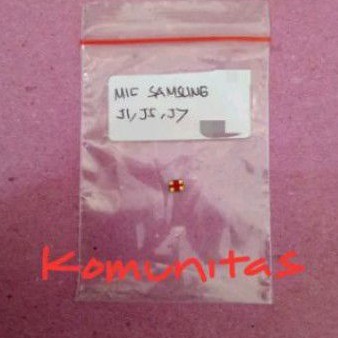 MIC SAMSUNG
J1, J5, J7
Komunitas